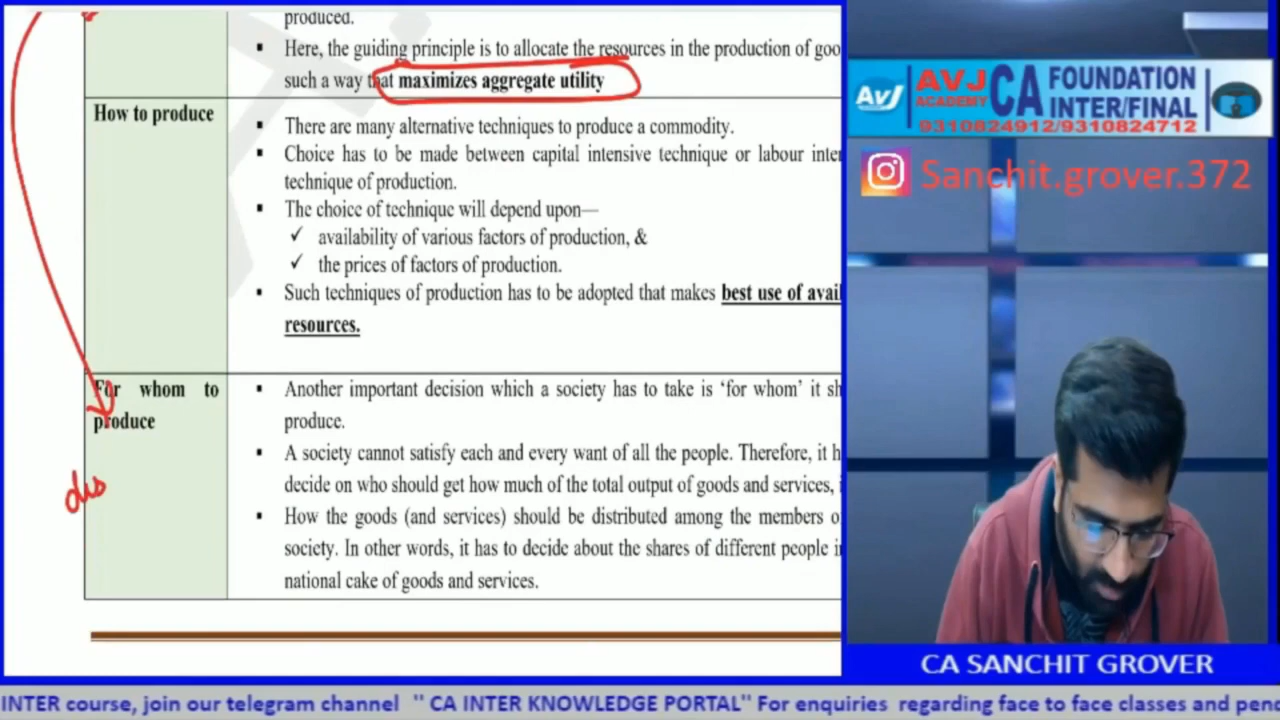 produced.
▪ Here, the guiding principle is to allocate the resources in the production of goo
such a way that maximizes aggregate utility
How to produce
▪ There are many alternative techniques to produce a commodity.
▪ Choice has to be made between capital intensive technique or labour inte
technique of production.
▪ The choice of technique will depend upon—
✓ availability of various factors of production, &
✓ the prices of factors of production.
▪ Such techniques of production has to be adopted that makes best use of avai
resources.
For whom to
produce
▪ Another important decision which a society has to take is ‘for whom’ it sh
produce.
▪ A society cannot satisfy each and every want of all the people. Therefore, it h
decide on who should get how much of the total output of goods and services, i
▪ How the goods (and services) should be distributed among the members o
society. In other words, it has to decide about the shares of different people i
national cake of goods and services.
dis
AVJ
AVJ ACADEMY CA FOUNDATION
INTER/FINAL
9310824912/9310824712
Sanchit.grover.372
CA SANCHIT GROVER
INTER course, join our telegram channel " CA INTER KNOWLEDGE PORTAL" For enquiries regarding face to face classes and pen